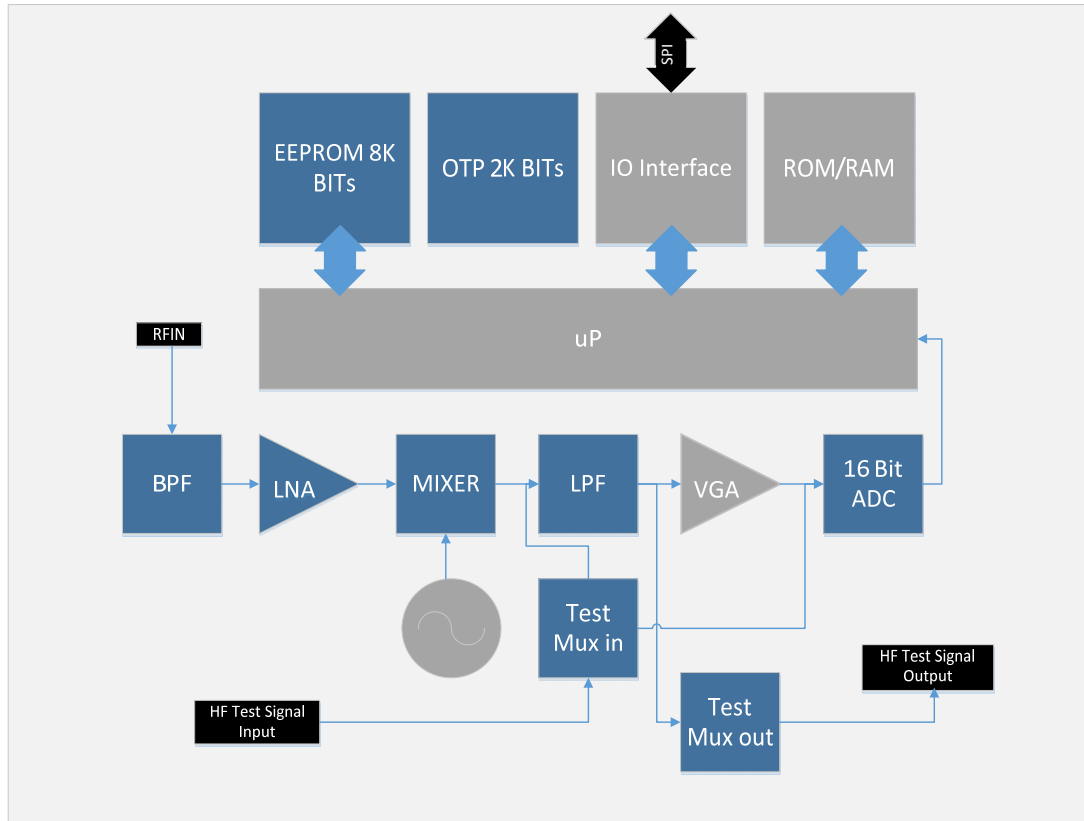 SPI
EEPROM 8K
BITs
OTP 2K BITs
IO Interface
ROM/RAM
uP
RFIN
BPF
LNA
MIXER
LPF
VGA
16 Bit
ADC
Test
Mux in
HF Test Signal
Input
Test
Mux out
HF Test Signal
Output